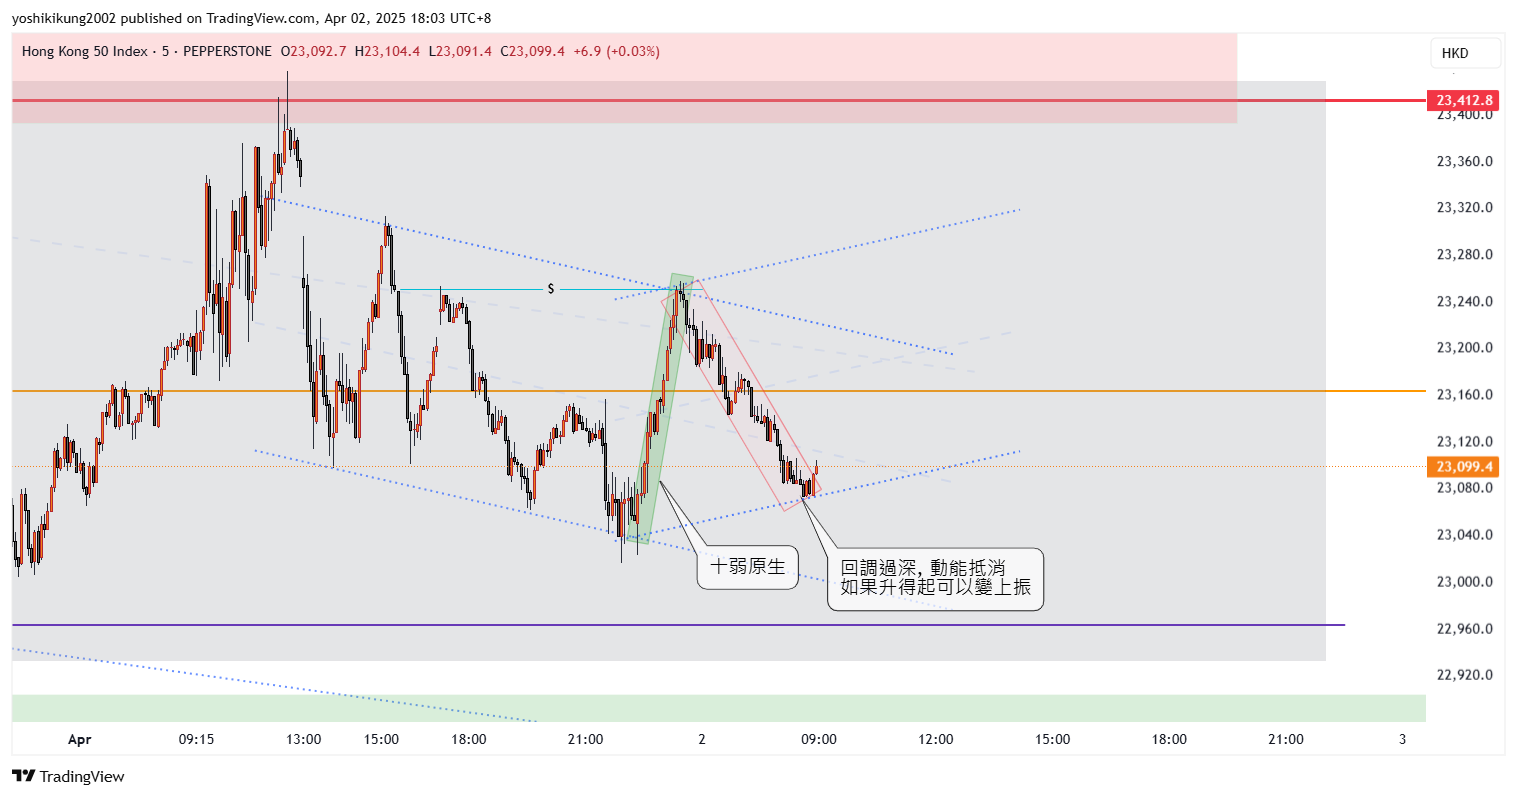 yoshikikung2002 published on TradingView.com, Apr 02, 2025 18:03 UTC+8
Hong Kong 50 Index · 5 · PEPPERSTONE O23,092.7 H23,104.4 L23,091.4 C23,099.4 +6.9 (+0.03%)
HKD
23,412.8
23,400.0
23,360.0
23,320.0
23,280.0
$
23,240.0
23,200.0
23,160.0
23,120.0
23,099.4
23,080.0
23,040.0
十弱原生
回調過深, 動能抵消
如果升得起可以變上振
23,000.0
22,960.0
22,920.0
Apr 09:15 13:00 15:00 18:00 21:00 2 09:00 12:00 15:00 18:00 21:00 3
TradingView